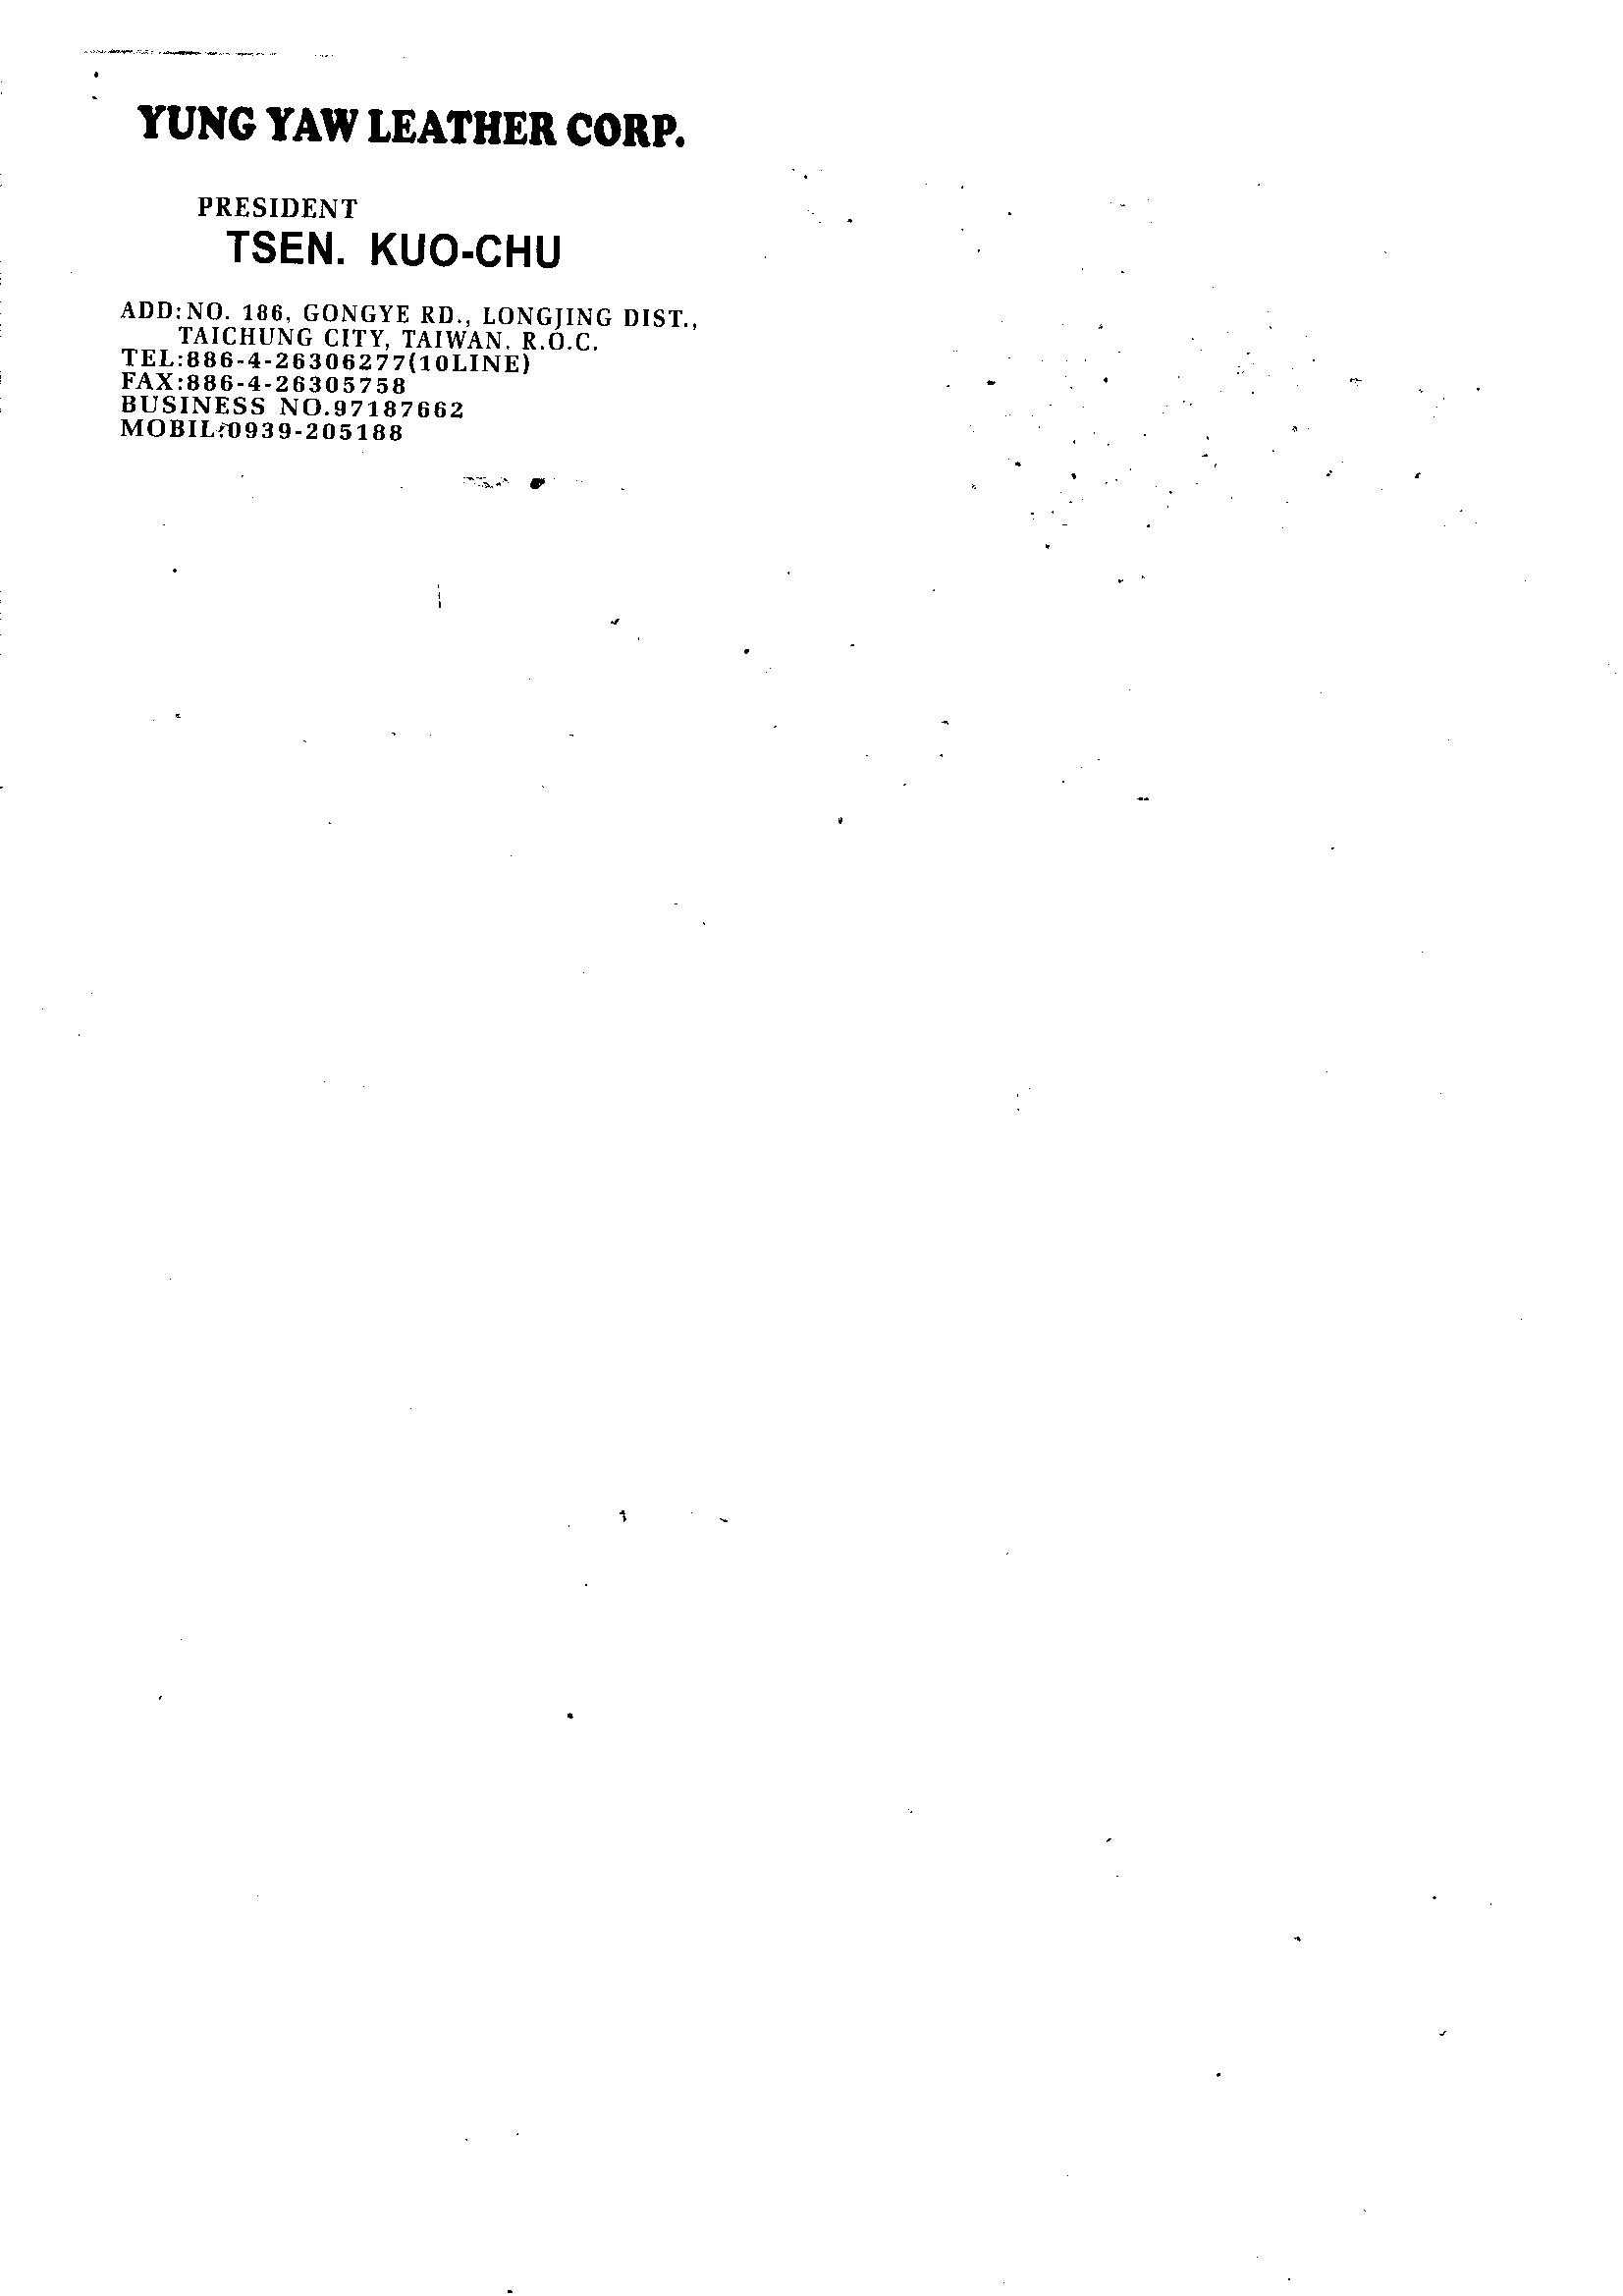 YUNG YAW LEATHER CORP.
PRESIDENT
TSEN. KUO-CHU
ADD:NO. 186, GONGYE RD., LONGJING DIST.,
TAICHUNG CITY, TAIWAN. R.O.C.
TEL:886-4-26306277(10LINE)
FAX:886-4-26305758
BUSINESS NO.97187662
MOBIL:0939-205188